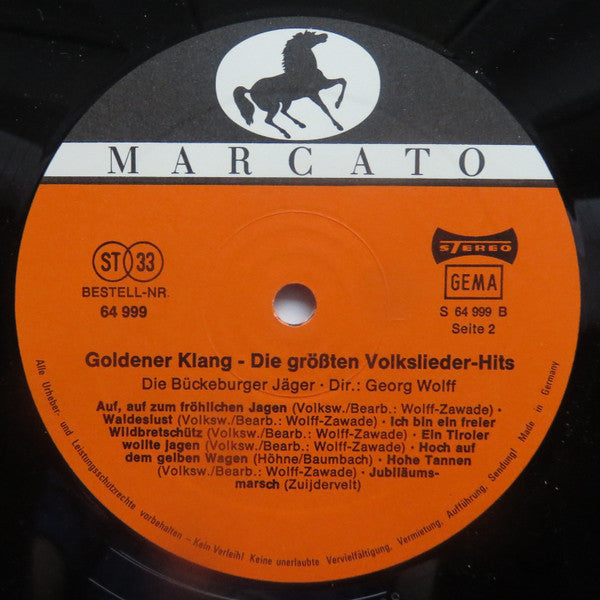 MARCATO
ST 33
BESTELL-NR.
64 999
STEREO
GEMA
S 64 999 B
Seite 2
Goldener Klang - Die größten Volkslieder-Hits
Die Bückeburger Jäger · Dir.: Georg Wolff
Auf, auf zum fröhlichen Jagen (Volksw./Bearb.: Wolff-Zawade) ·
Waldeslust (Volksw./Bearb.: Wolff-Zawade) · Ich bin ein freier
Wildbretschütz (Volksw./Bearb.: Wolff-Zawade) · Ein Tiroler
wollte jagen (Volksw./Bearb.: Wolff-Zawade) · Hoch auf
dem gelben Wagen (Höhne/Baumbach) · Hohe Tannen
(Volksw./Bearb.: Wolff-Zawade) · Jubiläums-
marsch (Zuijdervelt)
Alle Urheber- und Leistungsschutzrechte vorbehalten – Kein Verleih! Keine unerlaubte Vervielfältigung, Vermietung, Aufführung, Sendung! Made in Germany